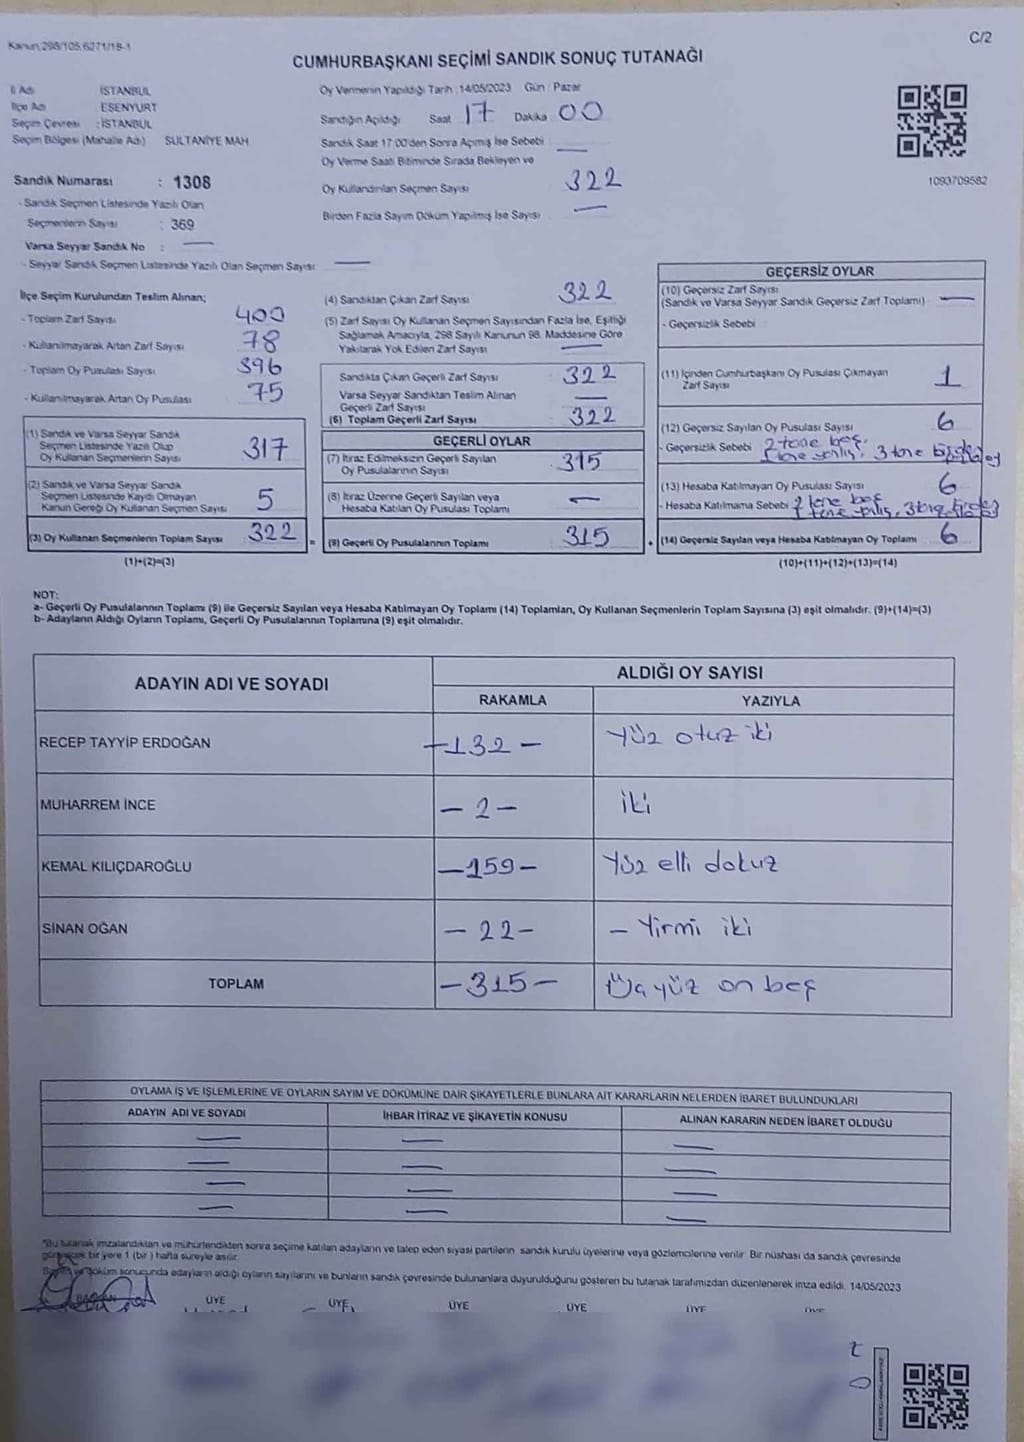 Kanun,298/105,6271/18-1
C/2
CUMHURBAŞKANI SEÇİMİ SANDIK SONUÇ TUTANAĞI
İl Adı İSTANBUL
İlçe Adı ESENYURT
Seçim Çevresi : İSTANBUL
Seçim Bölgesi (Mahalle Adı) SULTANİYE MAH
Oy Vermenin Yapıldığı Tarih 14/05/2023 Gün : Pazar
Sandığın Açıldığı Saat 17 Dakika 00
Sandık Saat 17:00'den Sonra Açılmış İse Sebebi —
Oy Verme Saati Bitiminde Sırada Bekleyen ve
Oy Kullandırılan Seçmen Sayısı 322
Birden Fazla Sayım Döküm Yapılmış İse Sayısı —
1093709582
Sandık Numarası : 1308
- Sandık Seçmen Listesinde Yazılı Olan
Seçmenlerin Sayısı : 369
Varsa Seyyar Sandık No : —
- Seyyar Sandık Seçmen Listesinde Yazılı Olan Seçmen Sayısı —
İlçe Seçim Kurulundan Teslim Alınan;
- Toplam Zarf Sayısı 400
- Kullanılmayarak Artan Zarf Sayısı 78
- Toplam Oy Pusulası Sayısı 396
- Kullanılmayarak Artan Oy Pusulası 75
(1) Sandık ve Varsa Seyyar Sandık
Seçmen Listesinde Yazılı Olup
Oy Kullanan Seçmenlerin Sayısı 317
(2) Sandık ve Varsa Seyyar Sandık
Seçmen Listesinde Kaydı Olmayan
Kanun Gereği Oy Kullanan Seçmen Sayısı 5
(3) Oy Kullanan Seçmenlerin Toplam Sayısı 322 =
(1)+(2)=(3)
(4) Sandıktan Çıkan Zarf Sayısı 322
(5) Zarf Sayısı Oy Kullanan Seçmen Sayısından Fazla İse, Eşitliği
Sağlamak Amacıyla, 298 Sayılı Kanunun 98. Maddesine Göre
Yakılarak Yok Edilen Zarf Sayısı —
Sandıkta Çıkan Geçerli Zarf Sayısı 322
Varsa Seyyar Sandıktan Teslim Alınan
Geçerli Zarf Sayısı —
(6) Toplam Geçerli Zarf Sayısı 322
GEÇERLİ OYLAR
(7) İtiraz Edilmeksizin Geçerli Sayılan
Oy Pusulalarının Sayısı 315
(8) İtiraz Üzerine Geçerli Sayılan veya
Hesaba Katılan Oy Pusulası Toplamı —
(9) Geçerli Oy Pusulalarının Toplamı 315 +
GEÇERSİZ OYLAR
(10) Geçersiz Zarf Sayısı
(Sandık ve Varsa Seyyar Sandık Geçersiz Zarf Toplamı) —
- Geçersizlik Sebebi
(11) İçinden Cumhurbaşkanı Oy Pusulası Çıkmayan
Zarf Sayısı 1
(12) Geçersiz Sayılan Oy Pusulası Sayısı 6
- Geçersizlik Sebebi 2 tane boş,
3 tane
(13) Hesaba Katılmayan Oy Pusulası Sayısı 6
- Hesaba Katılmama Sebebi 2 tane boş
(14) Geçersiz Sayılan veya Hesaba Katılmayan Oy Toplamı 6
(10)+(11)+(12)+(13)=(14)
NOT:
a- Geçerli Oy Pusulalarının Toplamı (9) ile Geçersiz Sayılan veya Hesaba Katılmayan Oy Toplamı (14) Toplamları, Oy Kullanan Seçmenlerin Toplam Sayısına (3) eşit olmalıdır. (9)+(14)=(3)
b- Adayların Aldığı Oyların Toplamı, Geçerli Oy Pusulalarının Toplamına (9) eşit olmalıdır.
ADAYIN ADI VE SOYADI
ALDIĞI OY SAYISI
RAKAMLA YAZIYLA
RECEP TAYYİP ERDOĞAN -132- Yüz otuz iki
MUHARREM İNCE -2- iki
KEMAL KILIÇDAROĞLU -159- Yüz elli dokuz
SİNAN OĞAN -22- - Yirmi iki
TOPLAM -315- Üçyüz on beş
OYLAMA İŞ VE İŞLEMLERİNE VE OYLARIN SAYIM VE DÖKÜMÜNE DAİR ŞİKAYETLERLE BUNLARA AİT KARARLARIN NELERDEN İBARET BULUNDUKLARI
ADAYIN ADI VE SOYADI İHBAR İTİRAZ VE ŞİKAYETİN KONUSU ALINAN KARARIN NEDEN İBARET OLDUĞU
— — —
— — —
— — —
— — —
*Bu tutanak imzalandıktan ve mühürlendikten sonra seçime katılan adayların ve talep eden siyasi partilerin sandık kurulu üyelerine veya gözlemcilerine verilir. Bir nüshası da sandık çevresinde
görülecek bir yere 1 (bir) hafta süreyle asılır.
Sayım ve döküm sonucunda adayların aldığı oyların sayılarını ve bunların sandık çevresinde bulunanlara duyurulduğunu gösteren bu tutanak tarafımızdan düzenlenerek imza edildi. 14/05/2023
ÜYE ÜYE ÜYE ÜYE ÜYE